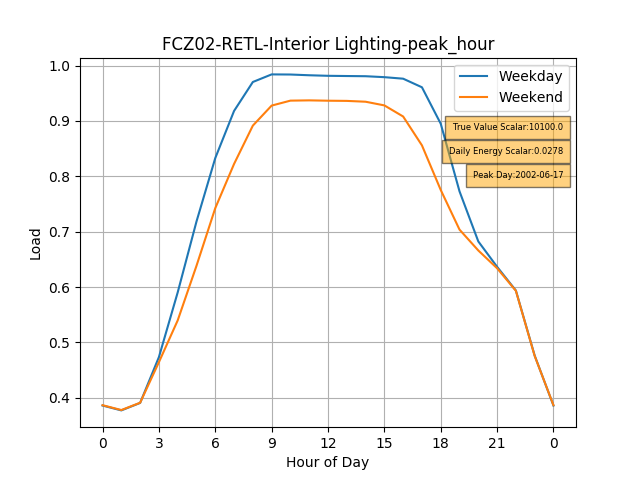 FCZ02-RETL-Interior Lighting-peak_hour
Weekday
Weekend
True Value Scalar:10100.0
Daily Energy Scalar:0.0278
Peak Day:2002-06-17
Load
1.0
0.9
0.8
0.7
0.6
0.5
0.4
0 3 6 9 12 15 18 21 0
Hour of Day